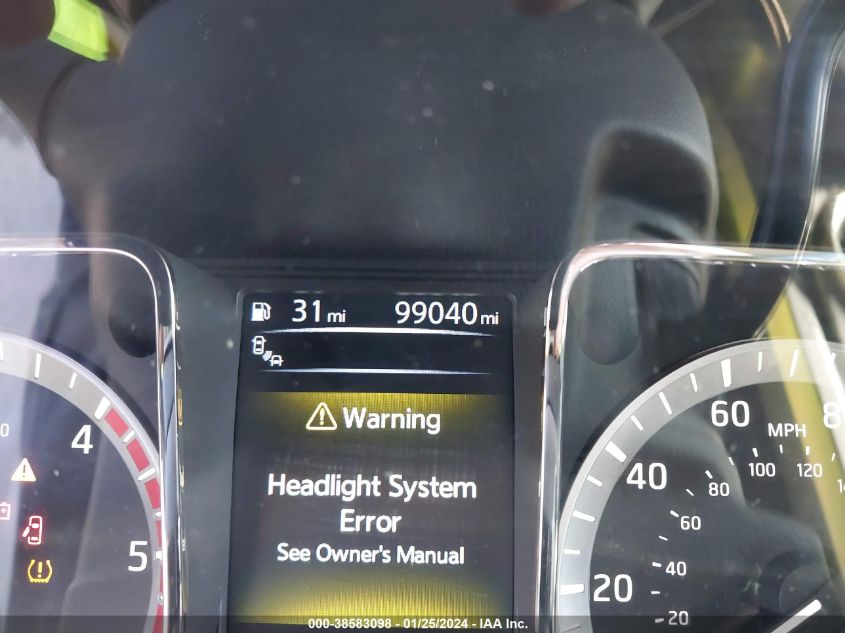 31 mi 99040 mi
Warning
Headlight System
Error
See Owner's Manual
4
5
60
MPH
80
100
120
40
60
20
40
20
000-38583098 - 01/25/2024 - IAA Inc.